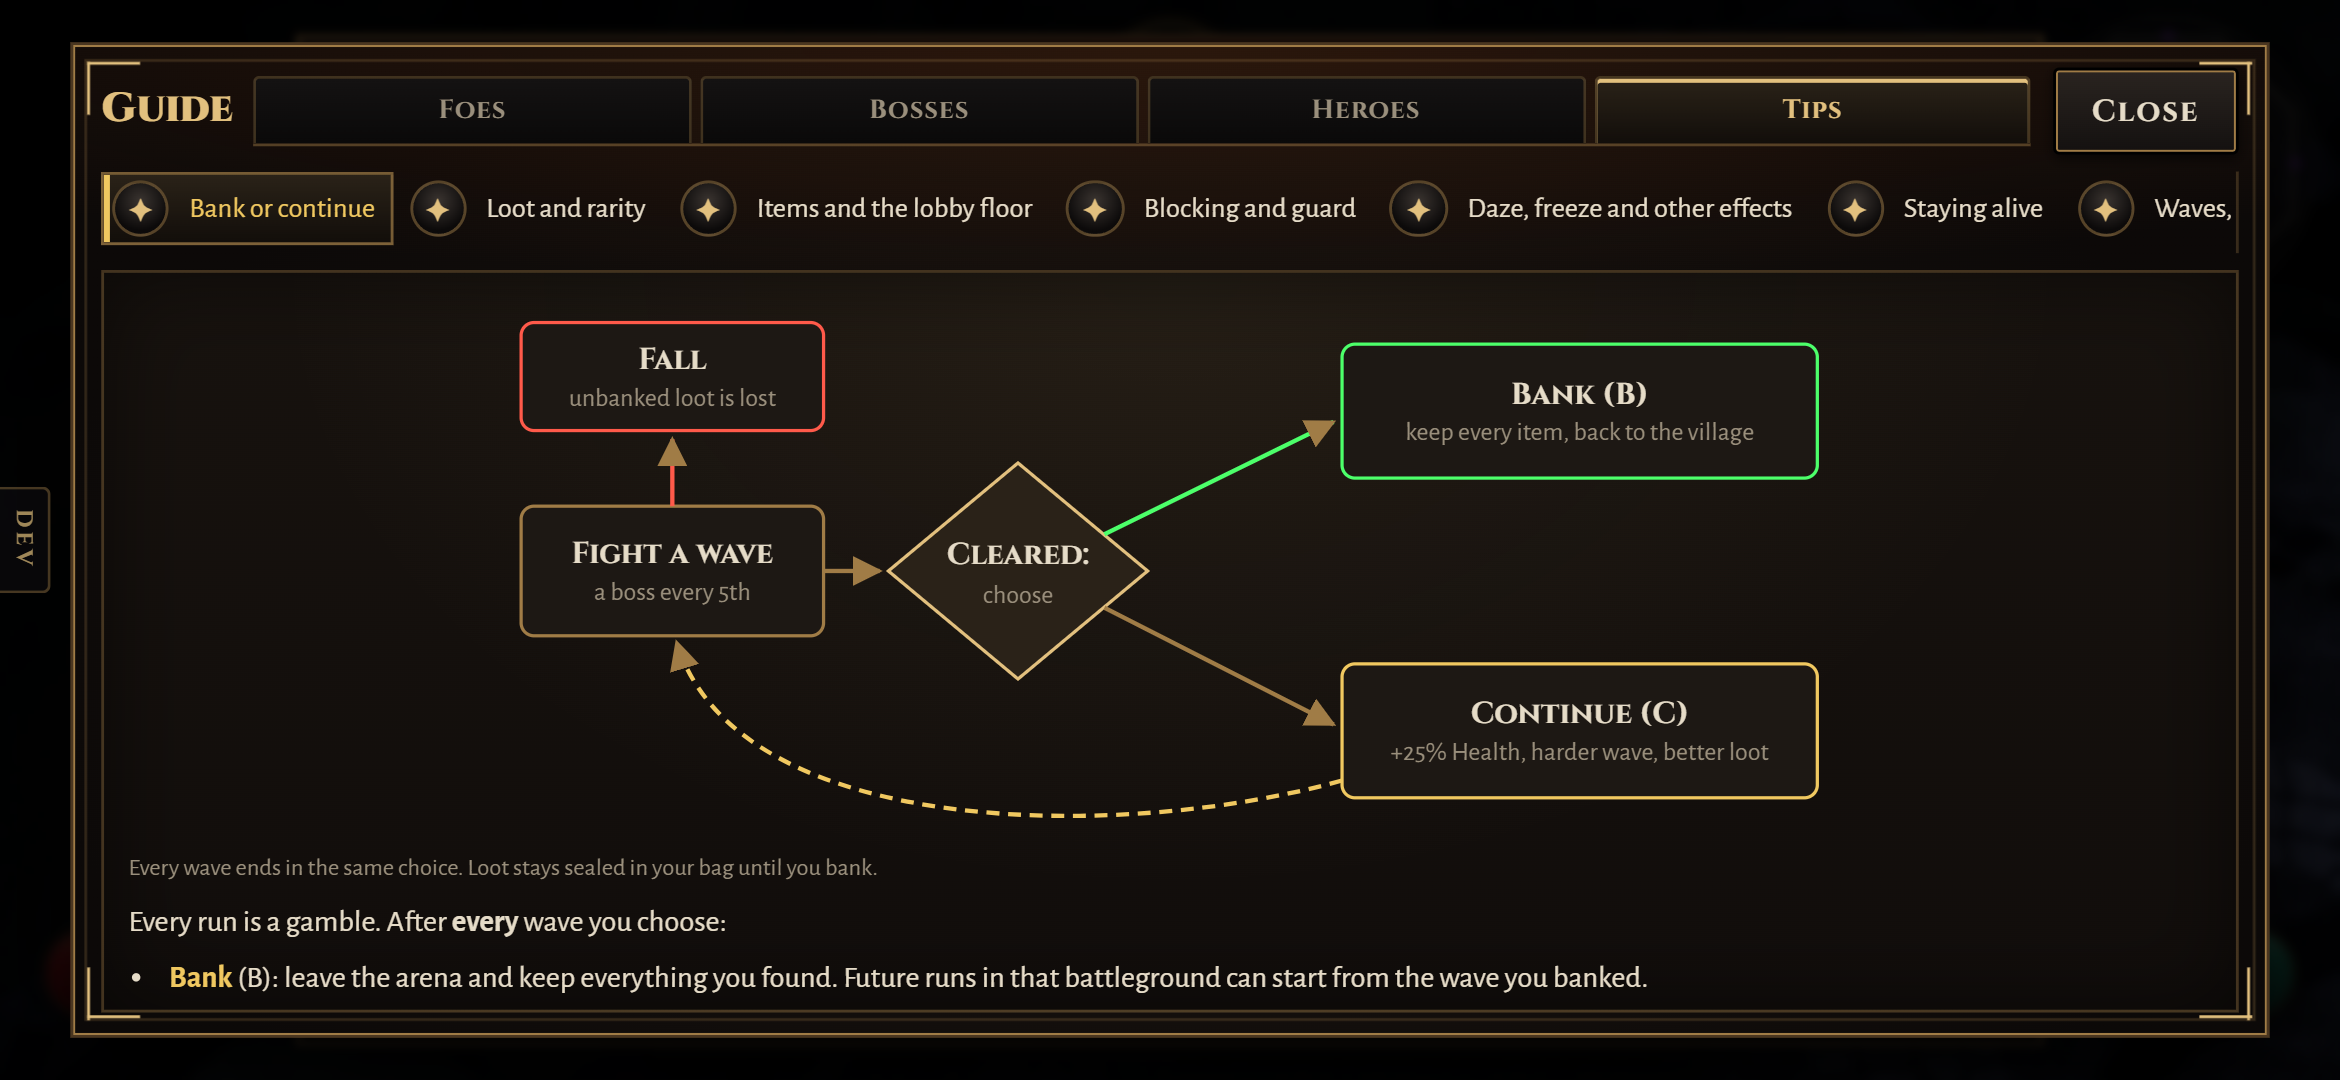 GUIDE
FOES
BOSSES
HEROES
TIPS
CLOSE
Bank or continue
Loot and rarity
Items and the lobby floor
Blocking and guard
Daze, freeze and other effects
Staying alive
Waves,
DEV
FALL
unbanked loot is lost
BANK (B)
keep every item, back to the village
FIGHT A WAVE
a boss every 5th
CLEARED:
choose
CONTINUE (C)
+25% Health, harder wave, better loot
Every wave ends in the same choice. Loot stays sealed in your bag until you bank.
Every run is a gamble. After every wave you choose:
• Bank (B): leave the arena and keep everything you found. Future runs in that battleground can start from the wave you banked.